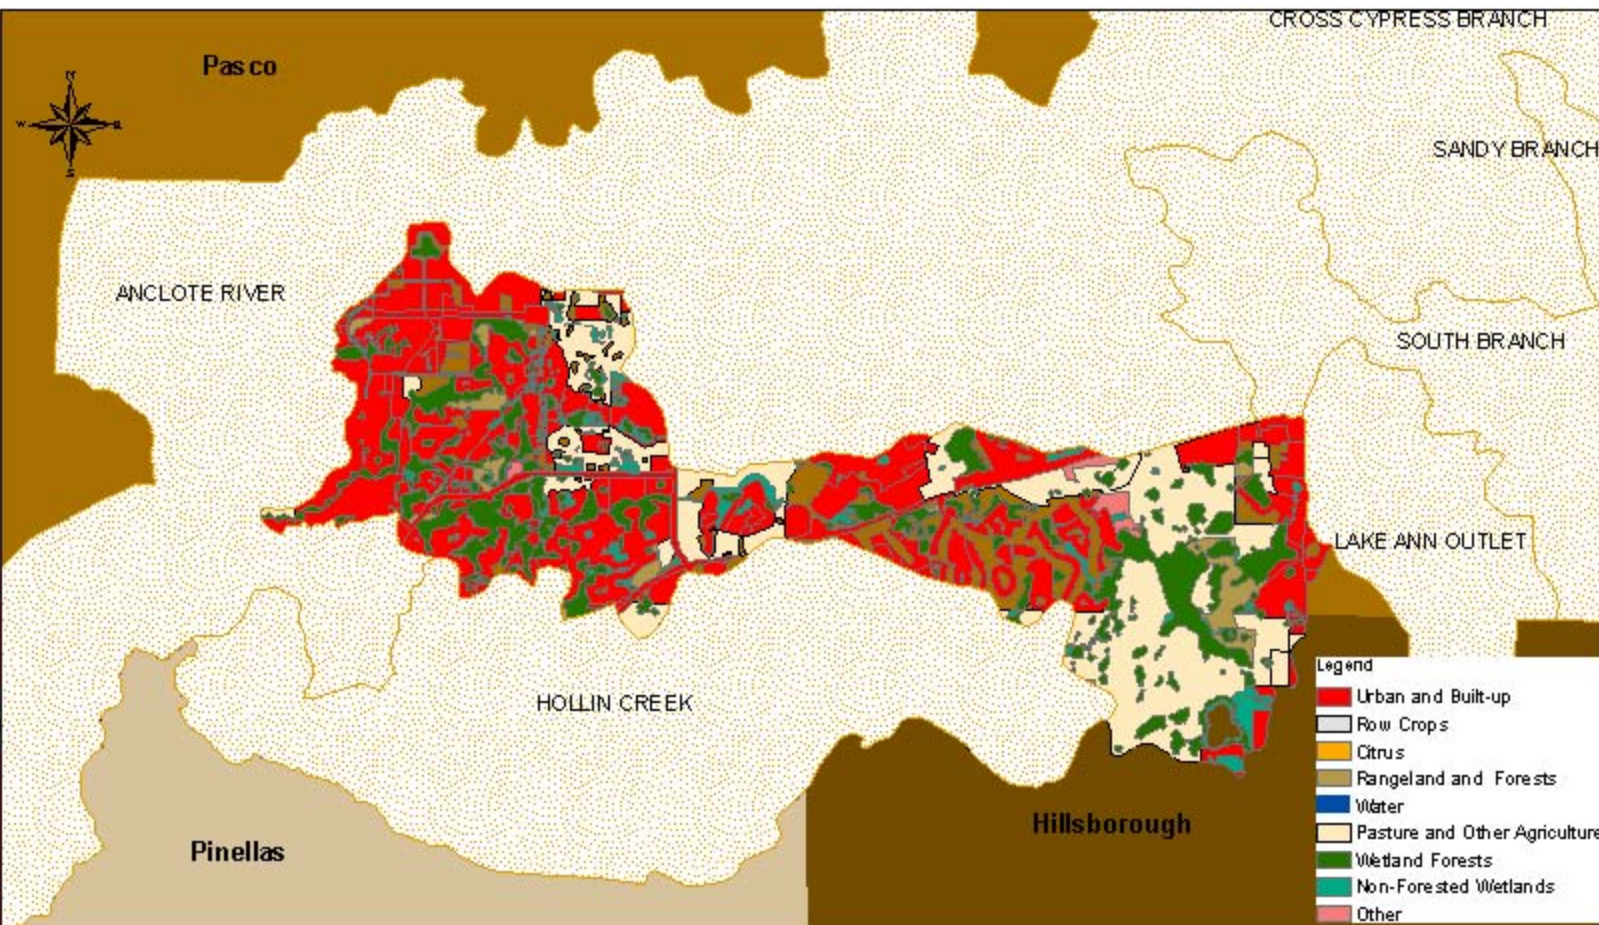 CROSS CYPRESS BRANCH
Pasco
N
W
E
S
SANDY BRANCH
ANCLOTE RIVER
SOUTH BRANCH
LAKE ANN OUTLET
HOLLIN CREEK
Legend
Urban and Built-up
Row Crops
Citrus
Rangeland and Forests
Water
Pasture and Other Agriculture
Wetland Forests
Non-Forested Wetlands
Other
Hillsborough
Pinellas